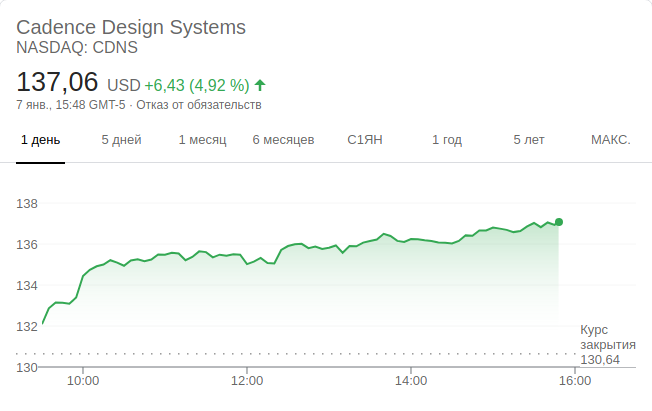 Cadence Design Systems
NASDAQ: CDNS
137,06 USD +6,43 (4,92 %)
7 янв., 15:48 GMT-5 · Отказ от обязательств
1 день 5 дней 1 месяц 6 месяцев С1ЯН 1 год 5 лет МАКС.
138
136
134
132
Курс
закрытия
130,64
130
10:00 12:00 14:00 16:00